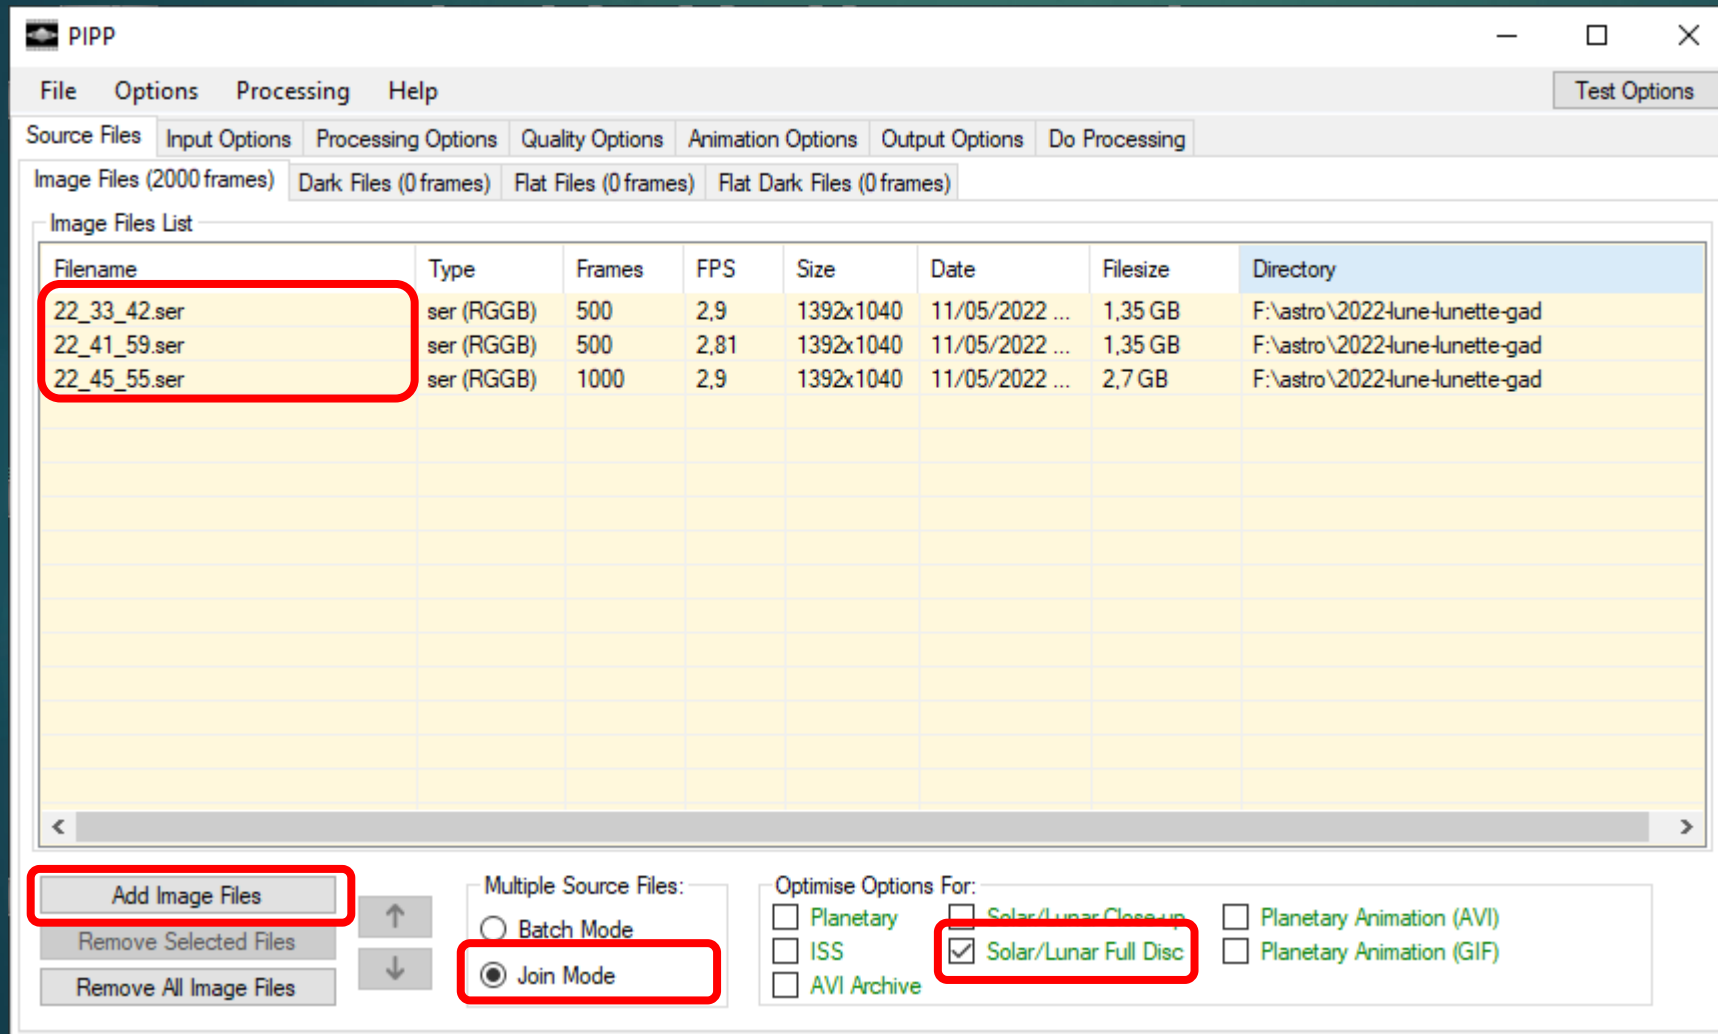 PIPP
File Options Processing Help Test Options
Source Files Input Options Processing Options Quality Options Animation Options Output Options Do Processing
Image Files (2000 frames) Dark Files (0 frames) Flat Files (0 frames) Flat Dark Files (0 frames)
Image Files List
Filename Type Frames FPS Size Date Filesize Directory
22_33_42.ser ser (RGGB) 500 2,9 1392x1040 11/05/2022 ... 1,35 GB F:\astro\2022-lune-lunette-gad
22_41_59.ser ser (RGGB) 500 2,81 1392x1040 11/05/2022 ... 1,35 GB F:\astro\2022-lune-lunette-gad
22_45_55.ser ser (RGGB) 1000 2,9 1392x1040 11/05/2022 ... 2,7 GB F:\astro\2022-lune-lunette-gad
Add Image Files
Remove Selected Files
Remove All Image Files
Multiple Source Files:
Batch Mode
Join Mode
Optimise Options For:
Planetary Solar/Lunar Close-up Planetary Animation (AVI)
ISS Solar/Lunar Full Disc Planetary Animation (GIF)
AVI Archive